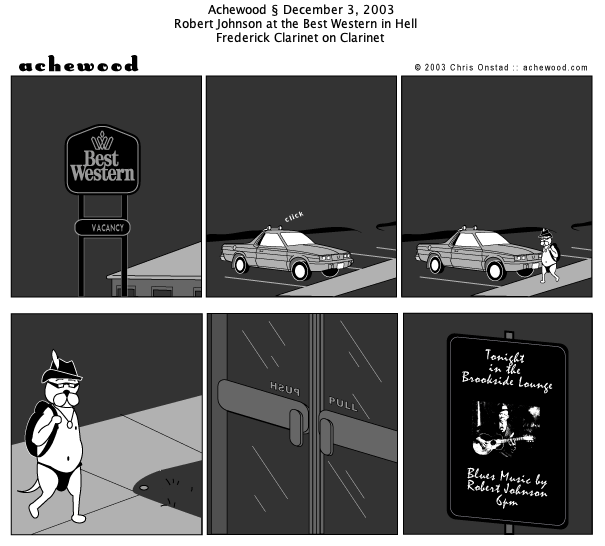 Achewood § December 3, 2003
Robert Johnson at the Best Western in Hell
Frederick Clarinet on Clarinet
achewood
© 2003 Chris Onstad :: achewood.com
Best
Western
VACANCY
click
PUSH
PULL
Tonight
in the
Brookside Lounge
Blues Music by
Robert Johnson
6pm